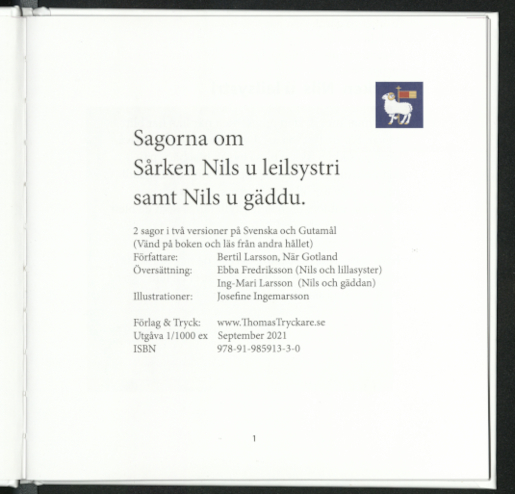 Sagorna om
Sårken Nils u leilsystri
samt Nils u gäddu.
2 sagor i två versioner på Svenska och Gutamål
(Vänd på boken och läs från andra hållet)
Författare: Bertil Larsson, När Gotland
Översättning: Ebba Fredriksson (Nils och lillasyster)
Ing-Mari Larsson (Nils och gäddan)
Illustrationer: Josefine Ingemarsson
Förlag & Tryck: www.ThomasTryckare.se
Utgåva 1/1000 ex September 2021
ISBN 978-91-985913-3-0
1